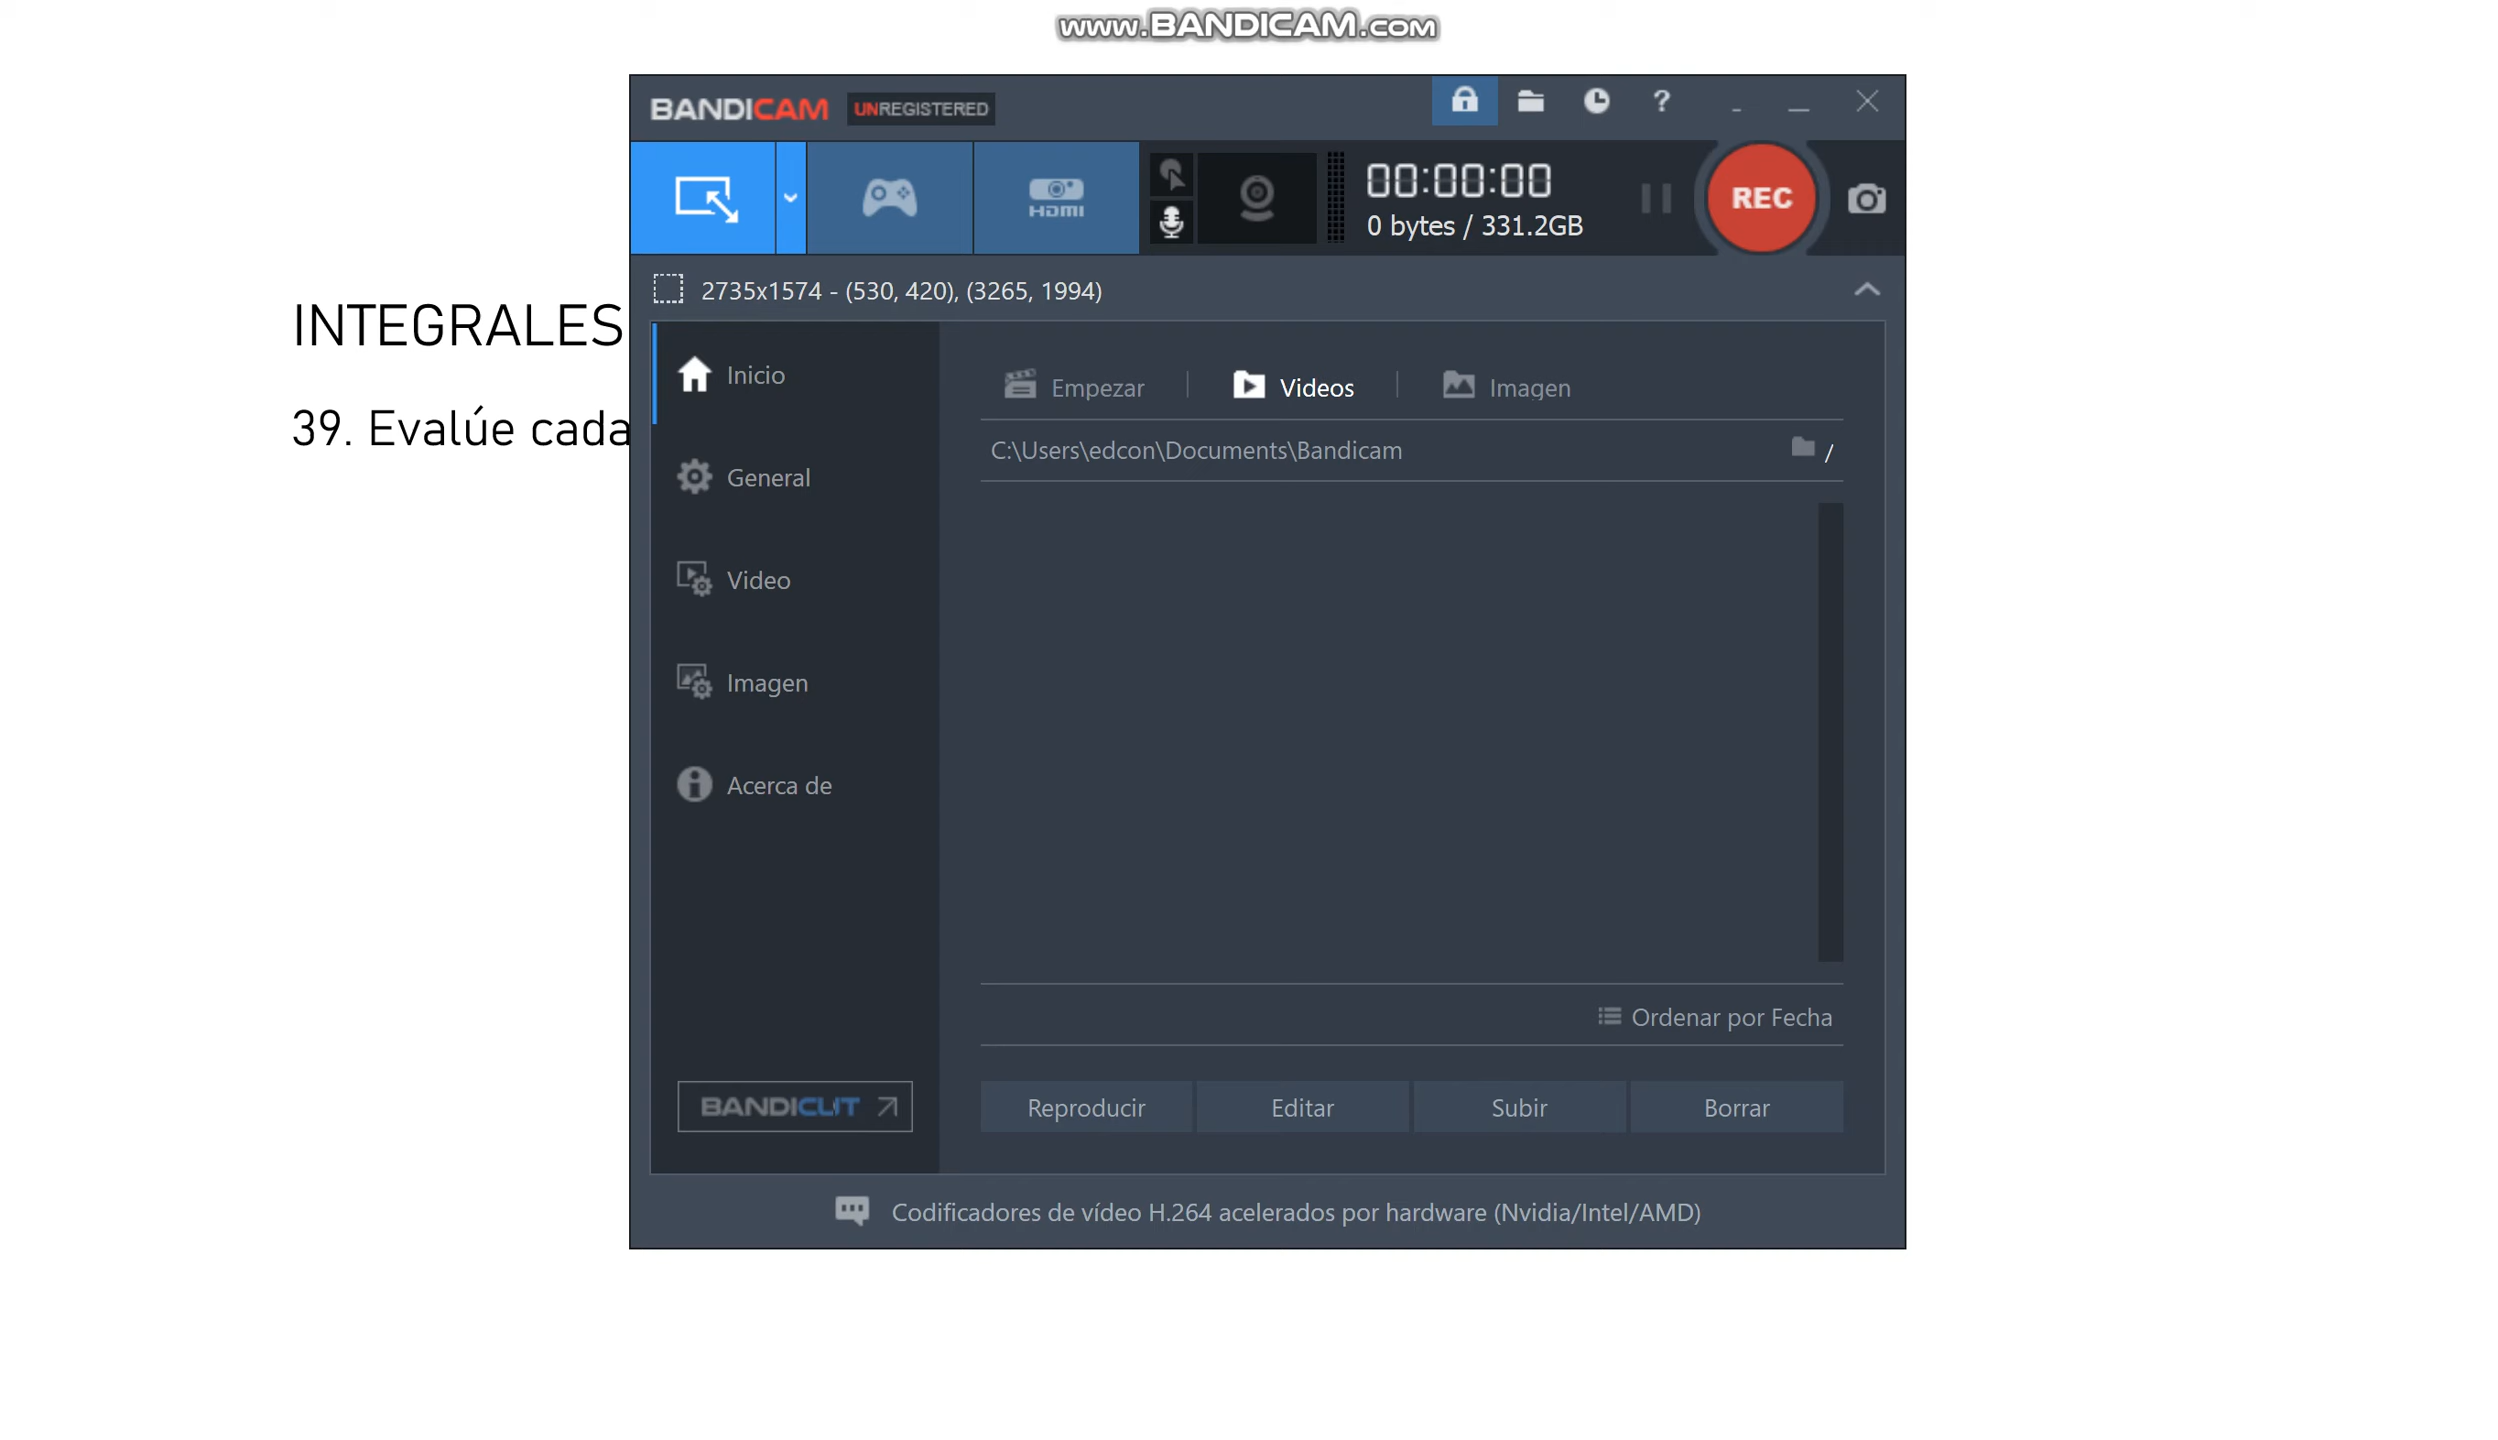 www.BANDICAM.com
BANDICAM UNREGISTERED
?
HDMI
00:00:00
0 bytes / 331.2GB
REC
2735x1574 - (530, 420), (3265, 1994)
INTEGRALES
39. Evalúe cada
Inicio
General
Video
Imagen
Acerca de
BANDICUT
Empezar
Videos
Imagen
C:\Users\edcon\Documents\Bandicam
/
Ordenar por Fecha
Reproducir
Editar
Subir
Borrar
Codificadores de vídeo H.264 acelerados por hardware (Nvidia/Intel/AMD)